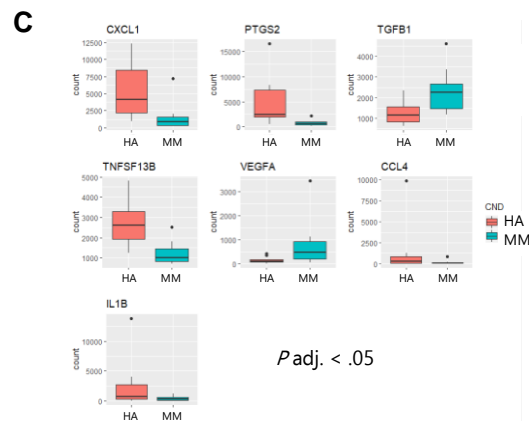 C
CXCL1
PTGS2
TGFB1
count
12500
10000
7500
5000
2500
0
HA MM
count
15000
10000
5000
0
HA MM
count
4000
3000
2000
1000
HA MM
TNFSF13B
VEGFA
CCL4
count
5000
4000
3000
2000
1000
HA MM
count
3000
2000
1000
0
HA MM
count
10000
7500
5000
2500
0
HA MM
CND
HA
MM
IL1B
count
10000
5000
0
HA MM
P adj. < .05